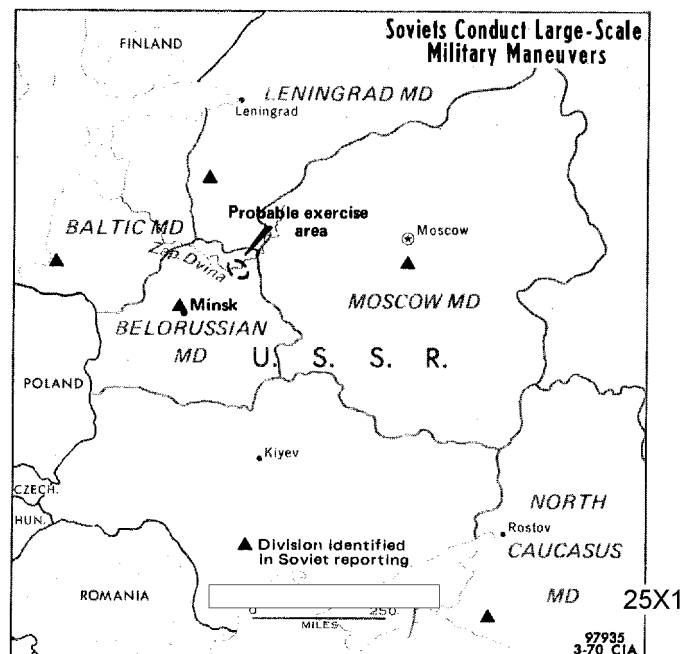 Soviets Conduct Large-Scale
Military Maneuvers
FINLAND
LENINGRAD MD
Leningrad
Probable exercise
area
BALTIC MD
Zap. Dvina
Moscow
MOSCOW MD
Minsk
BELORUSSIAN
MD
U. S. S. R.
POLAND
Kiyev
CZECH.
HUN.
NORTH
Rostov
CAUCASUS
MD
Division identified
in Soviet reporting
ROMANIA
0 250
MILES
25X1
97935
3-70 CIA